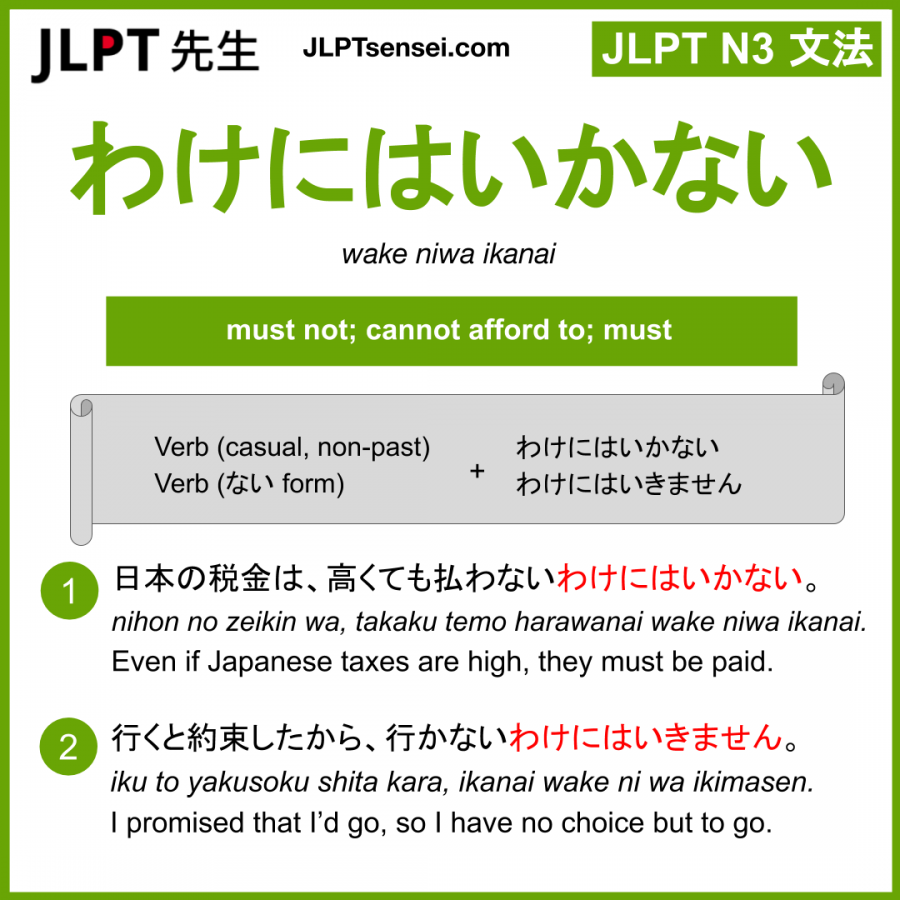 JLPT 先生
JLPTsensei.com
JLPT N3 文法
わけにはいかない
wake niwa ikanai
must not; cannot afford to; must
Verb (casual, non-past)
Verb (ない form)
+
わけにはいかない
わけにはいきません
1
日本の税金は、高くても払わないわけにはいかない。
nihon no zeikin wa, takaku temo harawanai wake niwa ikanai.
Even if Japanese taxes are high, they must be paid.
2
行くと約束したから、行かないわけにはいきません。
iku to yakusoku shita kara, ikanai wake ni wa ikimasen.
I promised that I’d go, so I have no choice but to go.